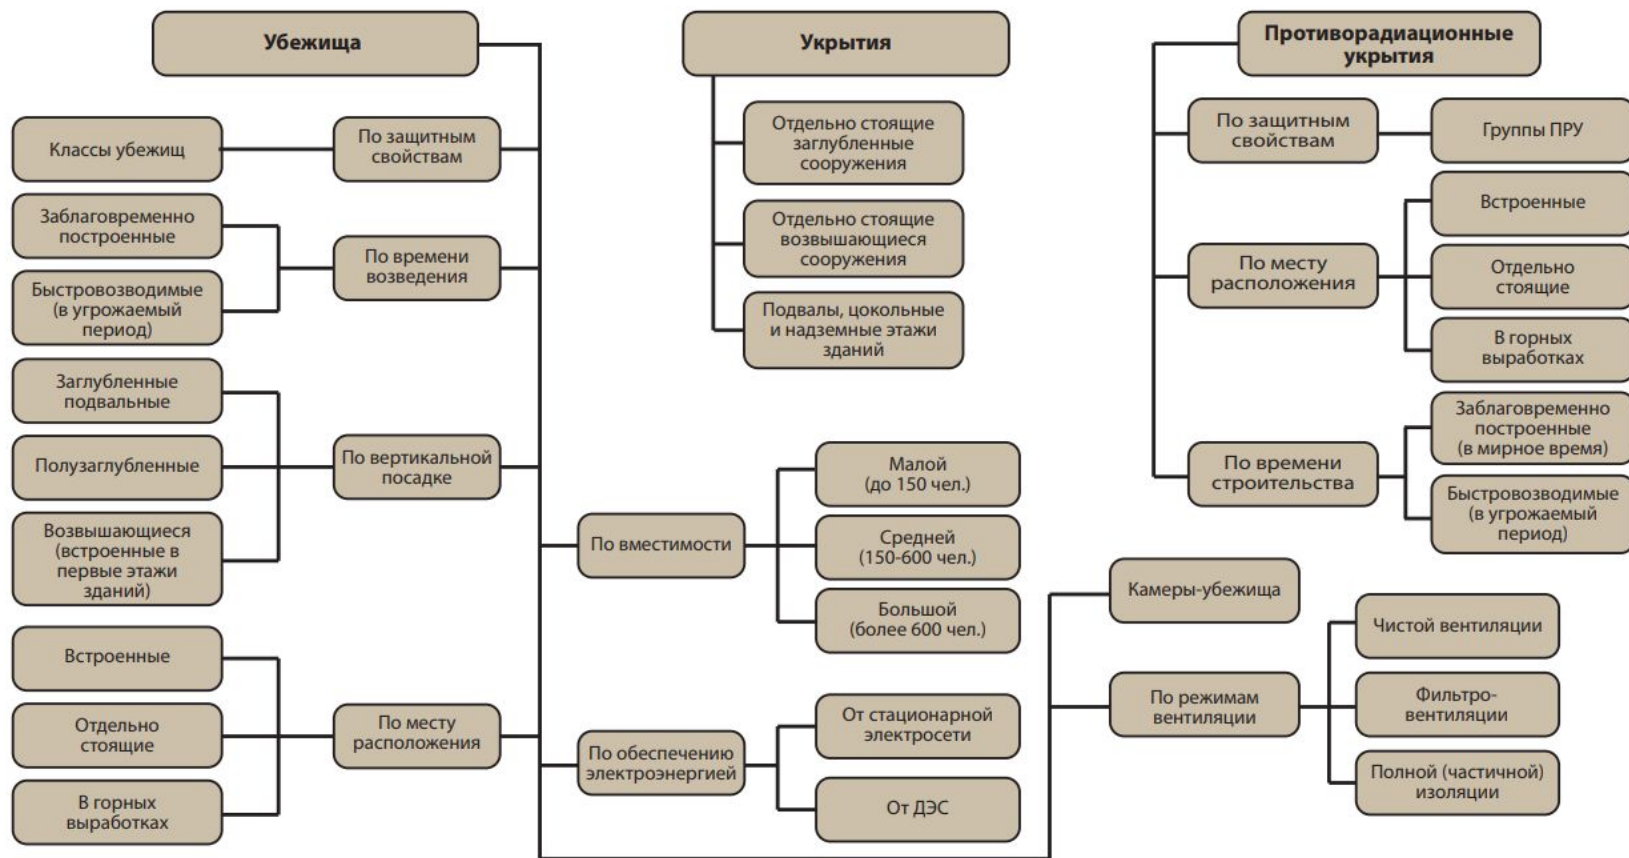 Убежища
Классы убежищ
По защитным
свойствам
Заблаговременно
построенные
Быстровозводимые
(в угрожаемый
период)
По времени
возведения
Заглубленные
подвальные
Полузаглубленные
Возвышающиеся
(встроенные в
первые этажи
зданий)
По вертикальной
посадке
Встроенные
Отдельно
стоящие
В горных
выработках
По месту
расположения
По вместимости
Малой
(до 150 чел.)
Средней
(150-600 чел.)
Большой
(более 600 чел.)
По обеспечению
электроэнергией
От стационарной
электросети
От ДЭС
Камеры-убежища
По режимам
вентиляции
Чистой вентиляции
Фильтро-
вентиляции
Полной (частичной)
изоляции
Укрытия
Отдельно стоящие
заглубленные
сооружения
Отдельно стоящие
возвышающиеся
сооружения
Подвалы, цокольные
и надземные этажи
зданий
Противорадиационные
укрытия
По защитным
свойствам
Группы ПРУ
По месту
расположения
Встроенные
Отдельно
стоящие
В горных
выработках
По времени
строительства
Заблаговременно
построенные
(в мирное время)
Быстровозводимые
(в угрожаемый
период)